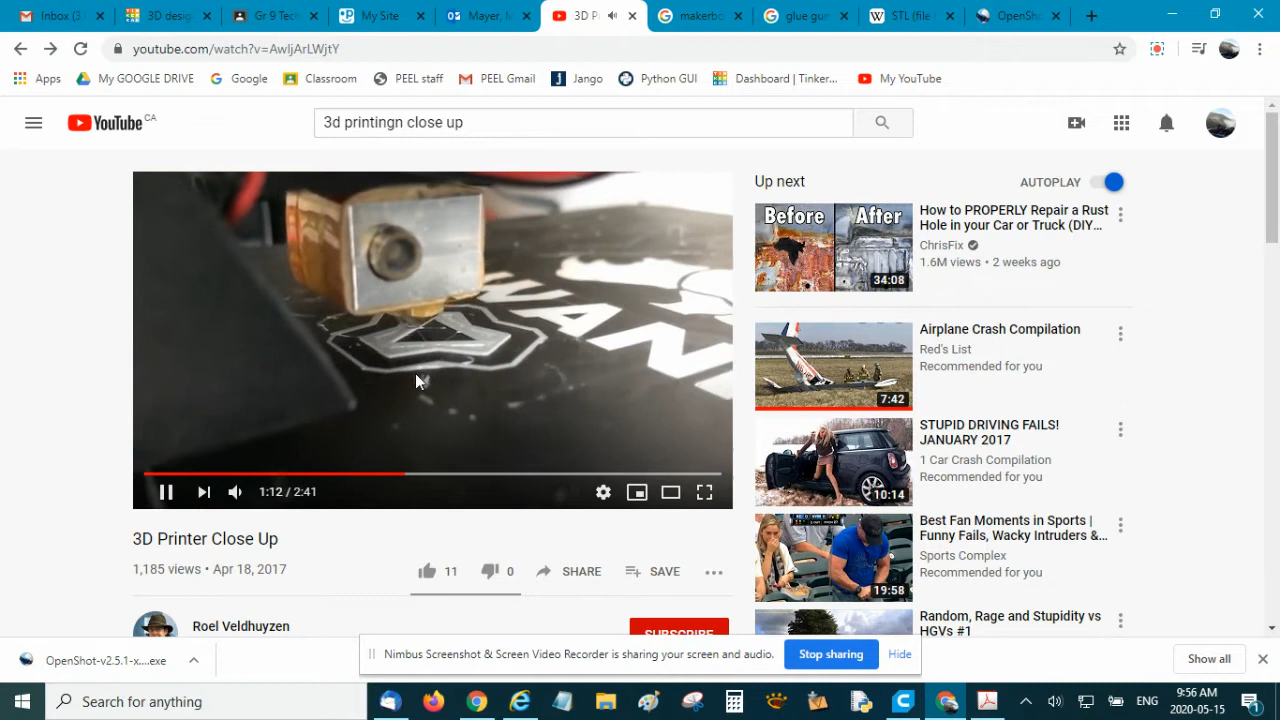 Inbox (3
3D desig
Gr 9 Tech
My Site
Mayer, M
3D P
makerbo
glue gu
STL (file
OpenSho
youtube.com/watch?v=AwIjArLWjtY
Apps My GOOGLE DRIVE Google Classroom PEEL staff PEEL Gmail Jango Python GUI Dashboard | Tinker... My YouTube
YouTube CA
3d printingn close up
Up next
AUTOPLAY
VAN
1:12 / 2:41
3D Printer Close Up
1,185 views • Apr 18, 2017
11 0 SHARE SAVE
Roel Veldhuyzen
SUBSCRIBE
Before After
34:08
How to PROPERLY Repair a Rust
Hole in your Car or Truck (DIY...
ChrisFix
1.6M views • 2 weeks ago
7:42
Airplane Crash Compilation
Red's List
Recommended for you
10:14
STUPID DRIVING FAILS!
JANUARY 2017
1 Car Crash Compilation
Recommended for you
19:58
Best Fan Moments in Sports |
Funny Fails, Wacky Intruders &...
Sports Complex
Recommended for you
Random, Rage and Stupidity vs
HGVs #1
Nimbus Screenshot & Screen Video Recorder is sharing your screen and audio.
Stop sharing
Hide
OpenShot-v2.5.1-x....exe
Show all
Search for anything
ENG
9:56 AM
2020-05-15
1